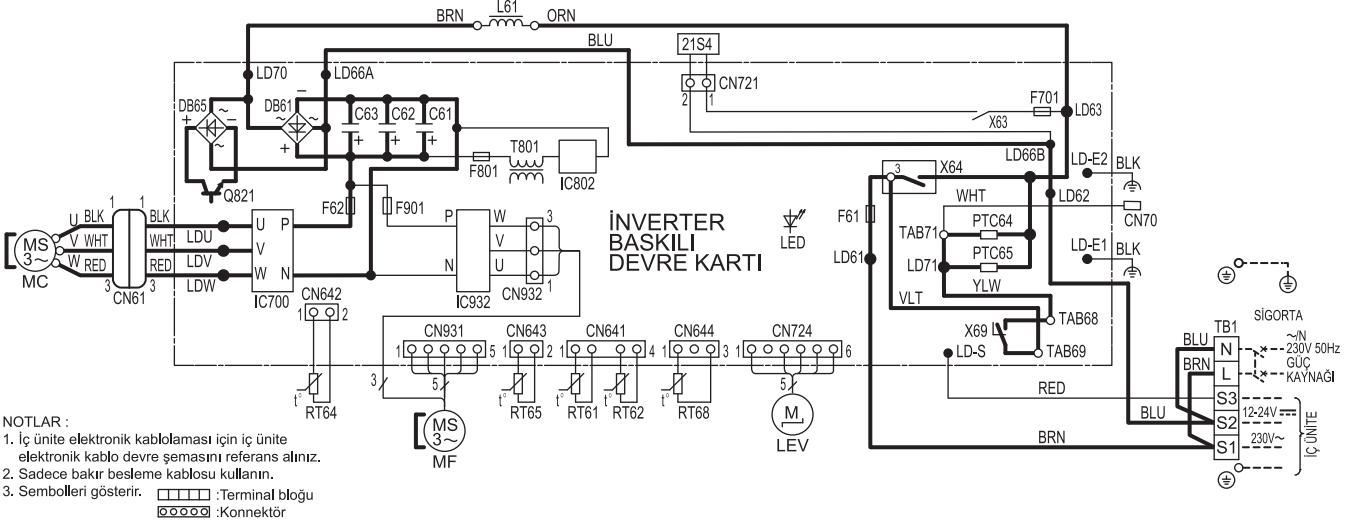 BRN L61 ORN
BLU
21S4
LD70 LD66A
CN721
2 1
DB65 ~ DB61 −
+ ~ −
~ ~ +
C63 C62 C61
+ + +
F701
X63
LD63
Q821
F801 T801 IC802
LD66B
LD-E2 BLK
3 X64
WHT LD62
CN70
F62 F901
F61
PTC64
TAB71
LD61
PTC65
LD71
YLW
LD-E1 BLK
1 1
U BLK BLK
V WHT WHT
W RED RED
3 3
MS
3~
MC
CN61
LDU
LDV
LDW
U P
V
W N
IC700
P W
V
N U
IC932
3
1
CN932
İNVERTER
BASKILI
DEVRE KARTI
LED
VLT
X69
TAB68
TAB69
LD-S
CN642
1 2
CN931
1 5
CN643
1 2
CN641
1 4
CN644
1 3
CN724
1 6
3 5 5
t° RT64
t° RT65
t° RT61
t° RT62
t° RT68
MS
3~
MF
M
LEV
RED
BLU
BRN
SİGORTA
TB1
BLU N ~/N
230V 50Hz
BRN L GÜÇ
KAYNAĞI
S3
S2 12-24V
S1 230V~
İÇ ÜNİTE
NOTLAR :
1. İç ünite elektronik kablolaması için iç ünite
elektronik kablo devre şemasını referans alınız.
2. Sadece bakır besleme kablosu kullanın.
3. Sembolleri gösterir. :Terminal bloğu
:Konnektör